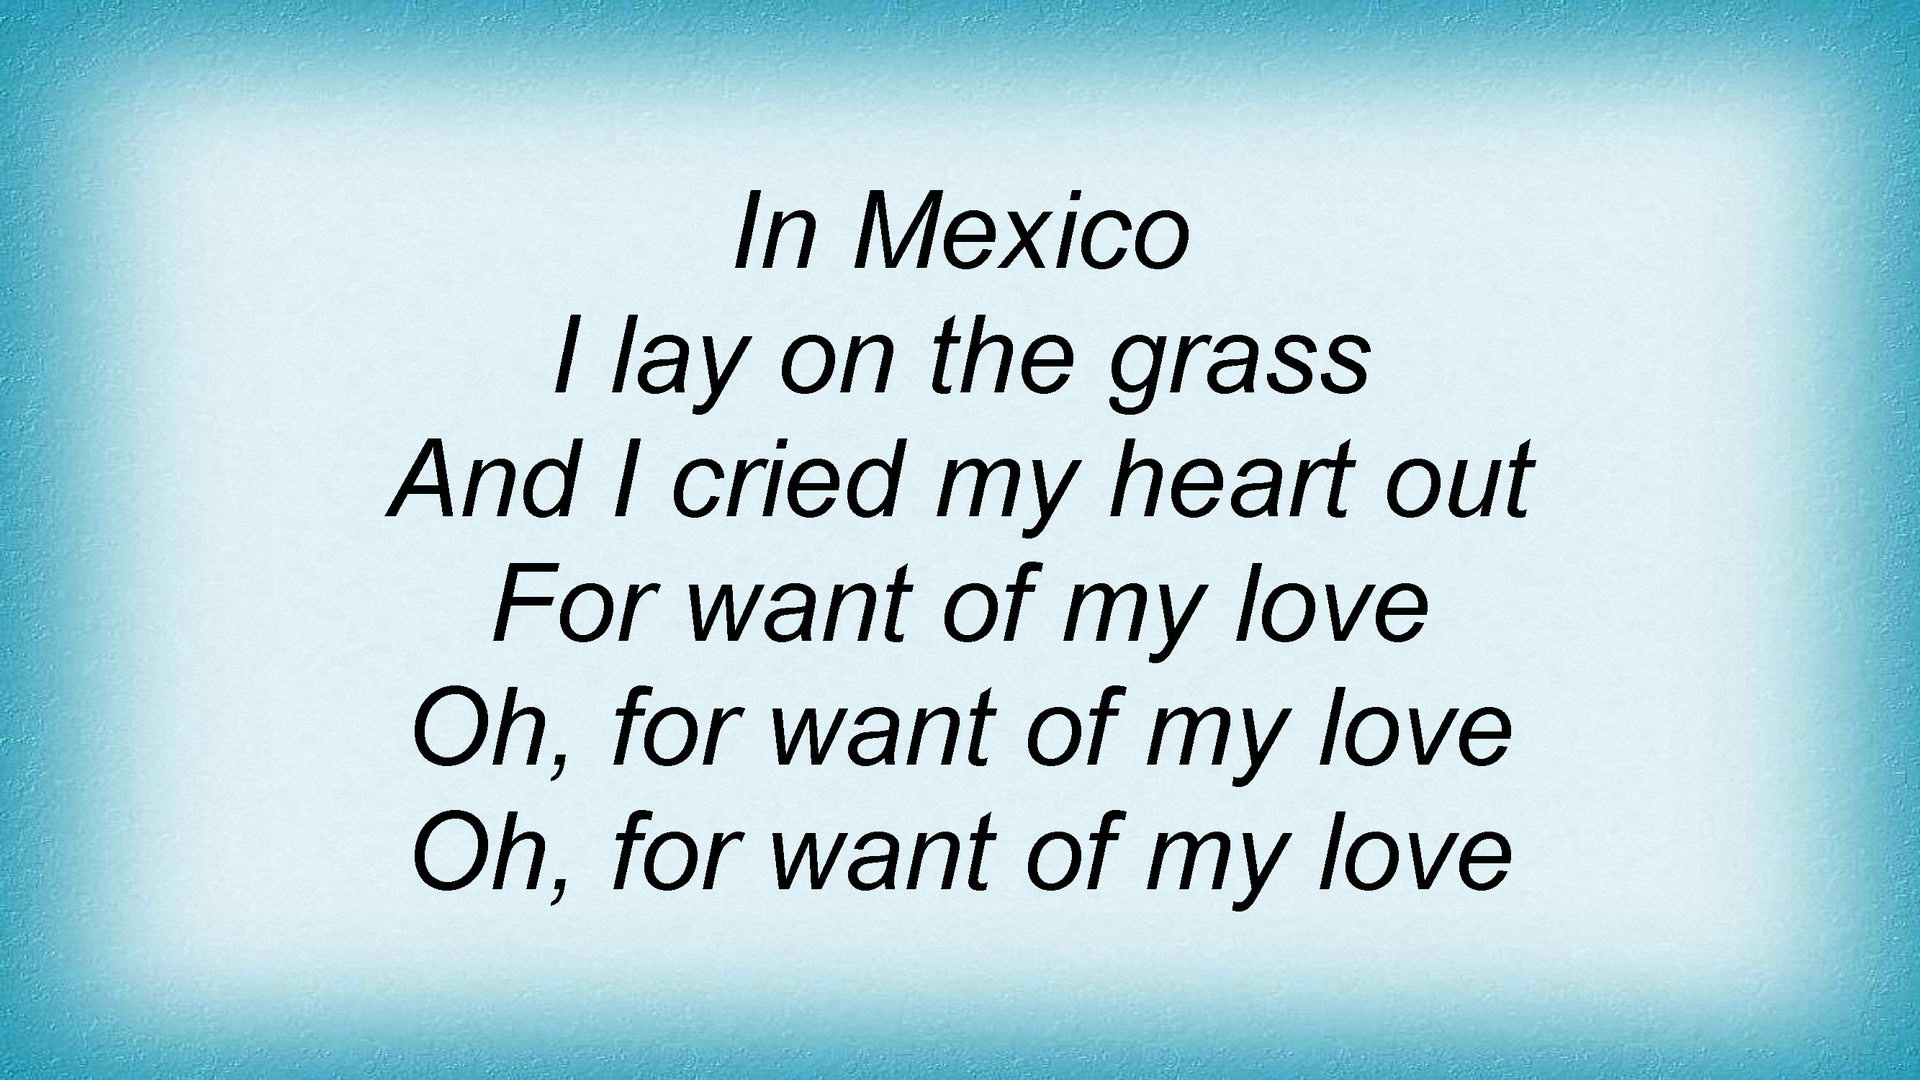 In Mexico
I lay on the grass
And I cried my heart out
For want of my love
Oh, for want of my love
Oh, for want of my love